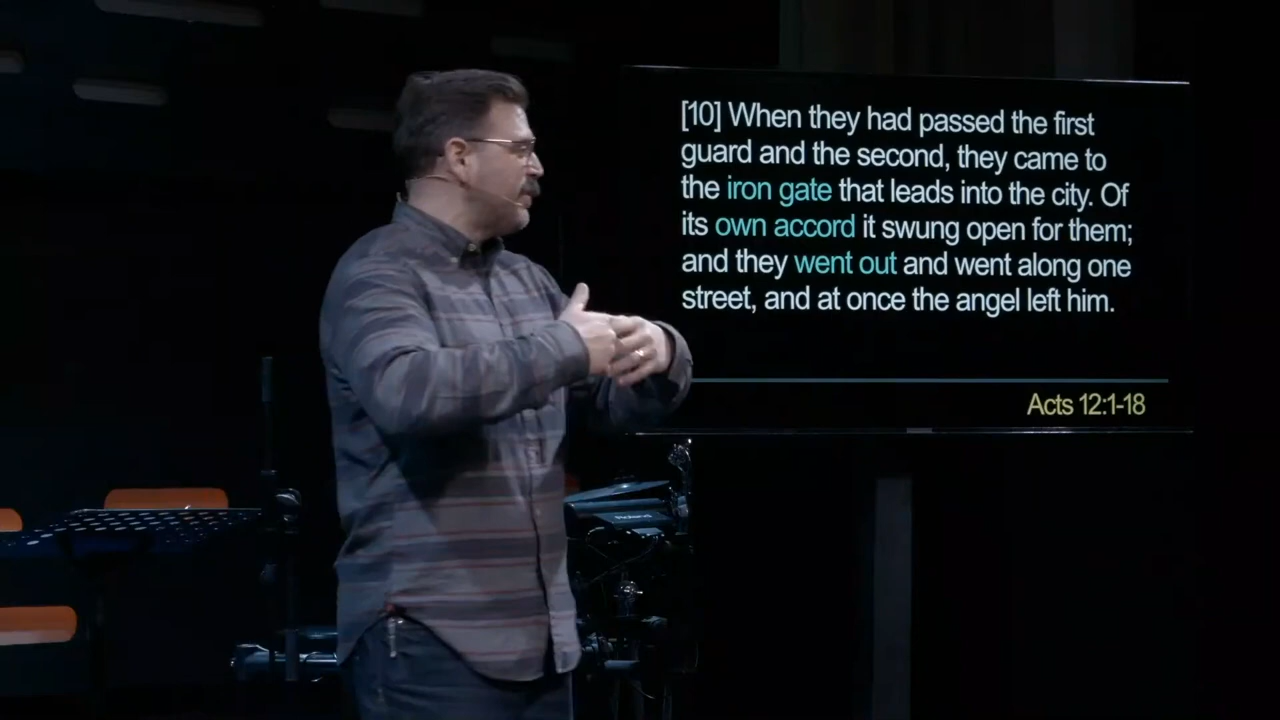 [10] When they had passed the first
guard and the second, they came to
the iron gate that leads into the city. Of
its own accord it swung open for them;
and they went out and went along one
street, and at once the angel left him.
Acts 12:1-18
Roland